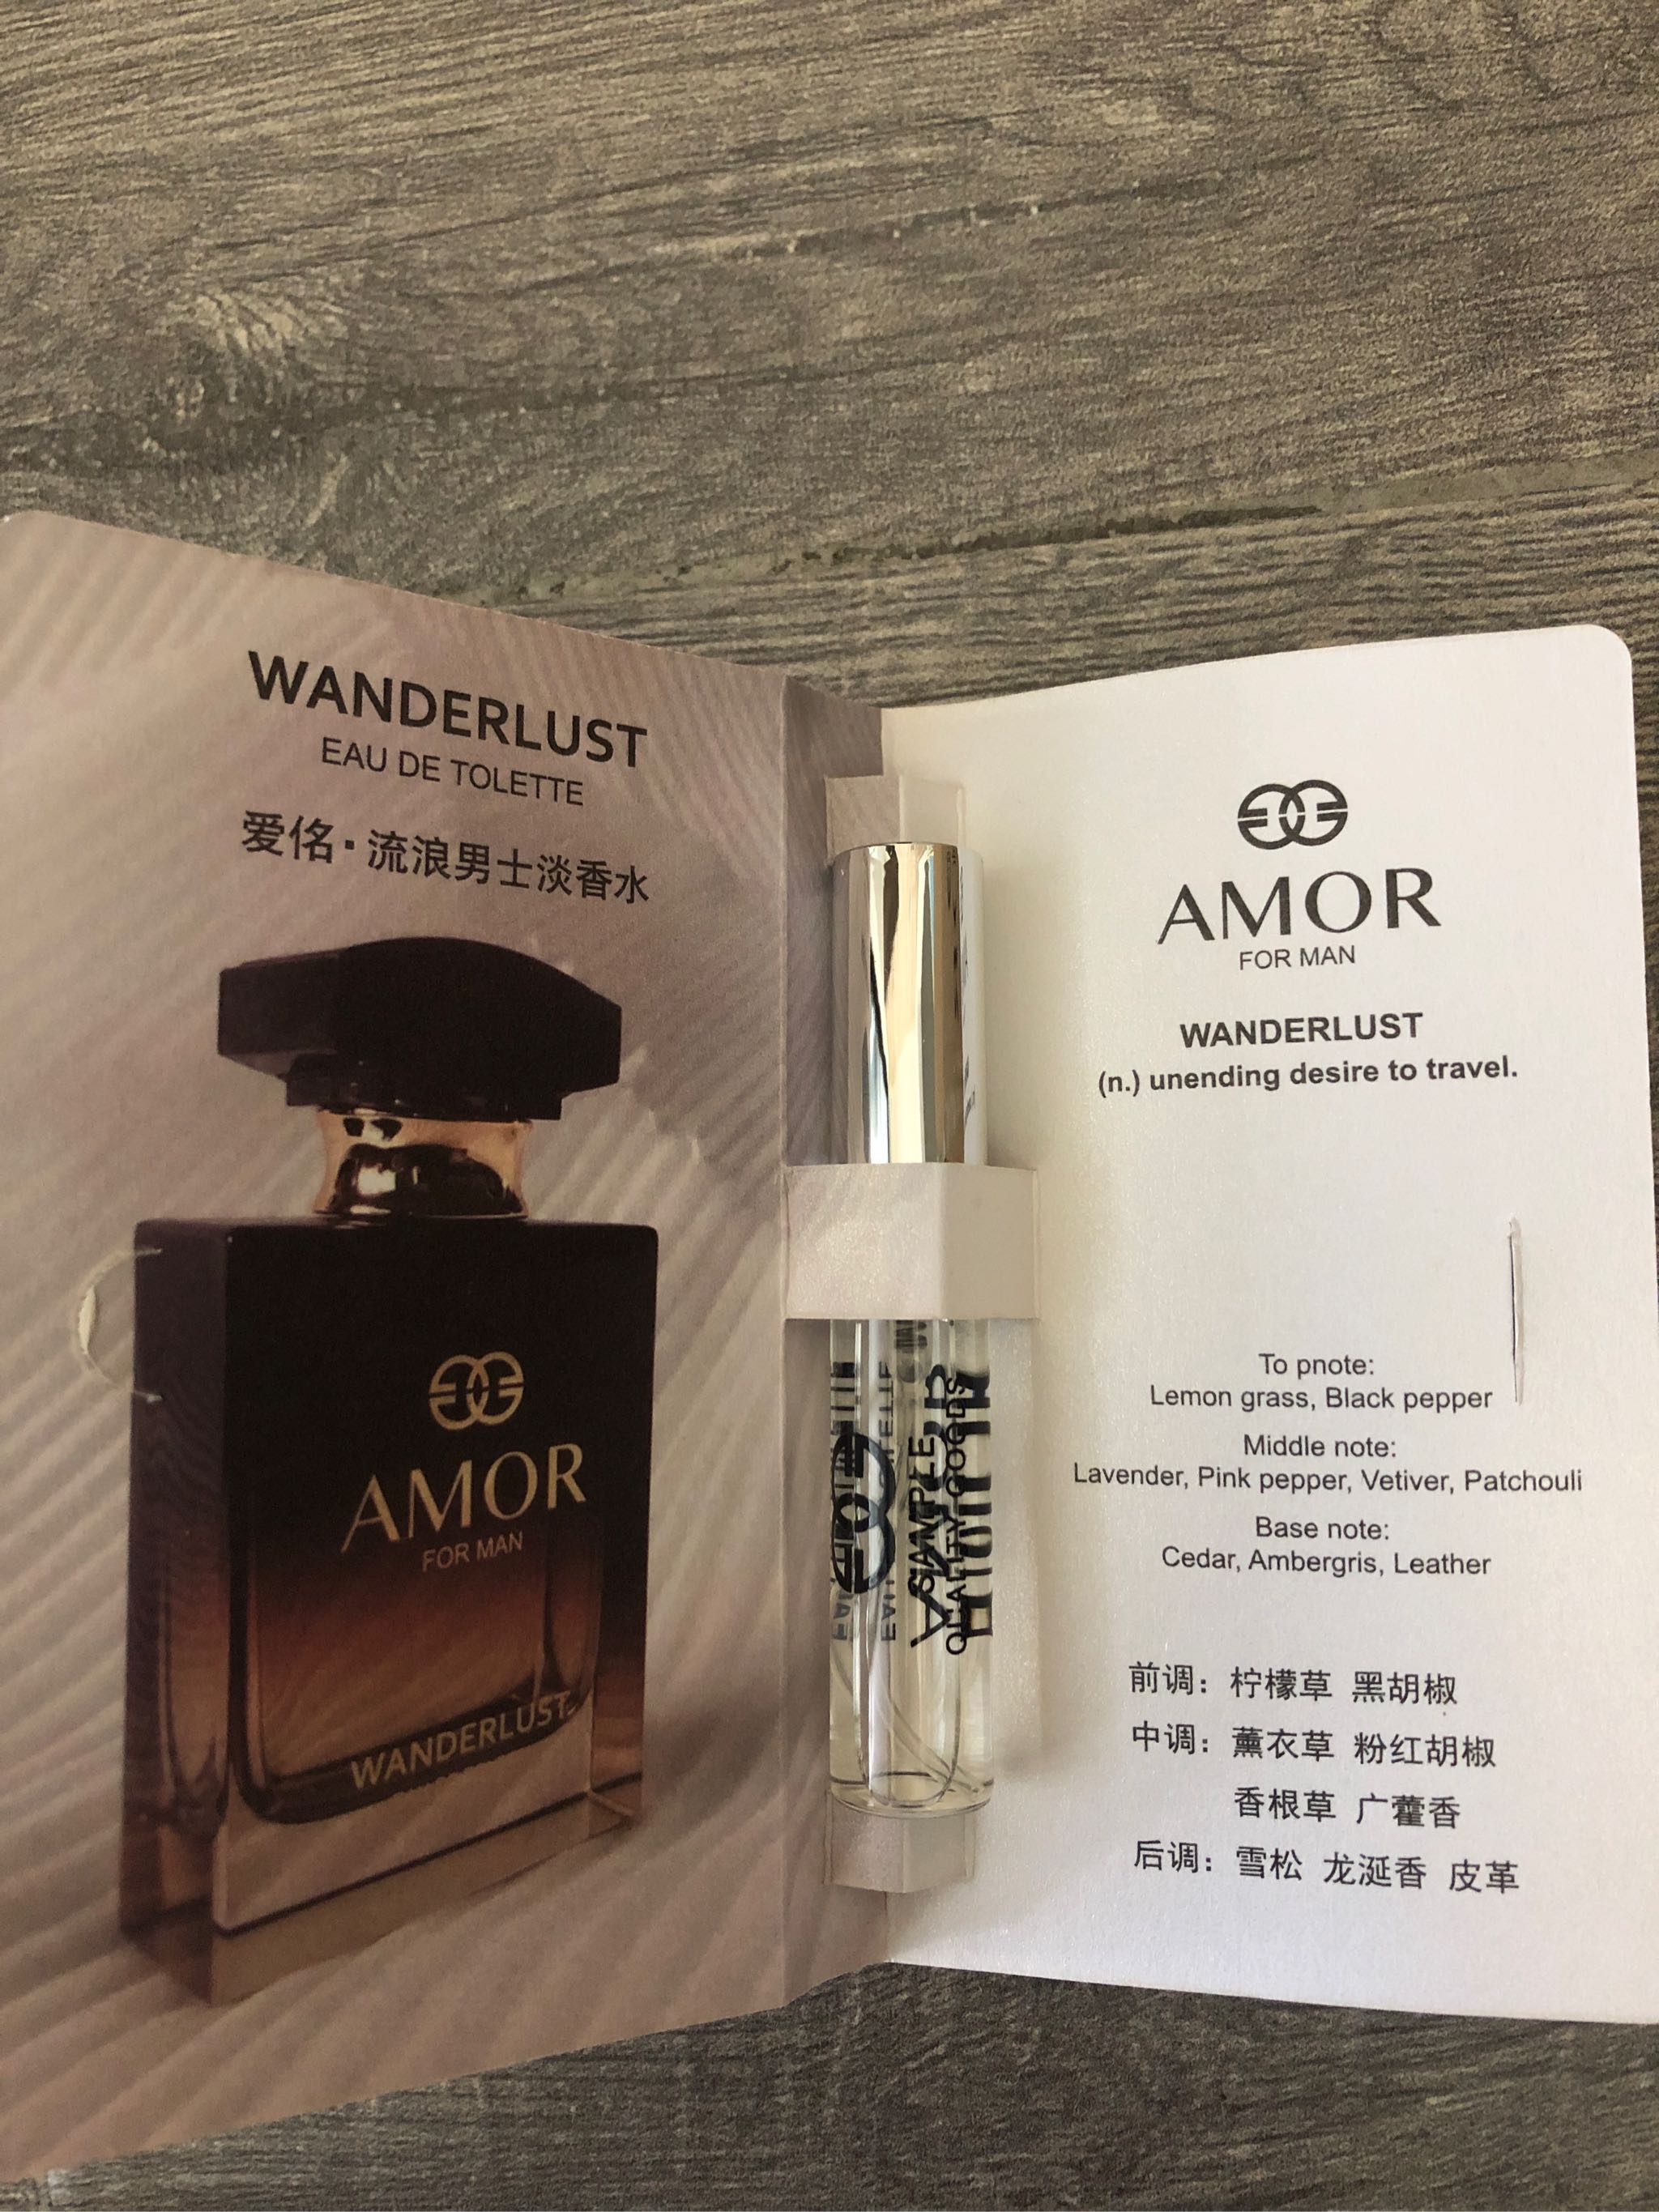 WANDERLUST
EAU DE TOLETTE
爱佲·流浪男士淡香水
AMOR
FOR MAN
WANDERLUST
SAMPLE
QUALITY GOODS
AMOR
FOR MAN
WANDERLUST
(n.) unending desire to travel.
To pnote:
Lemon grass, Black pepper
Middle note:
Lavender, Pink pepper, Vetiver, Patchouli
Base note:
Cedar, Ambergris, Leather
前调：柠檬草 黑胡椒
中调：薰衣草 粉红胡椒
香根草 广藿香
后调：雪松 龙涎香 皮革